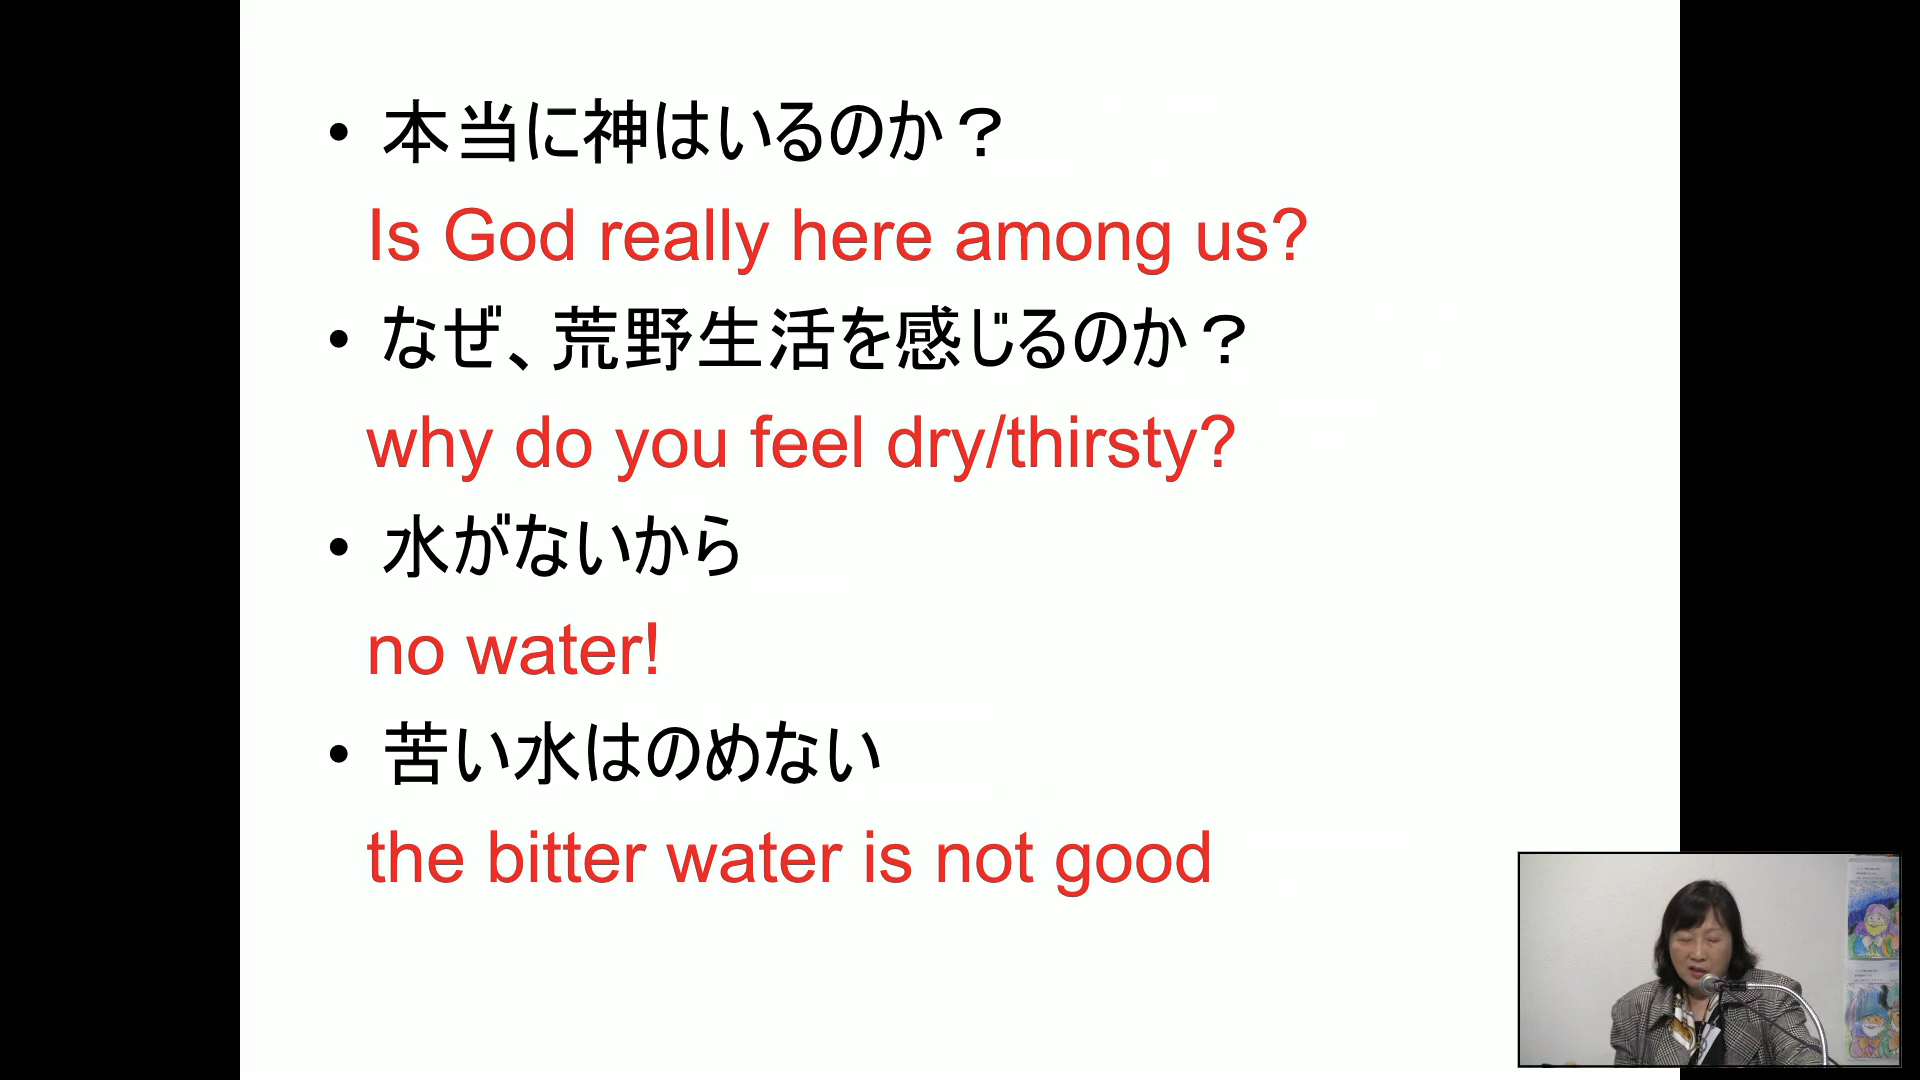 • 本当に神はいるのか？
Is God really here among us?
• なぜ、荒野生活を感じるのか？
why do you feel dry/thirsty?
• 水がないから
no water!
• 苦い水はのめない
the bitter water is not good